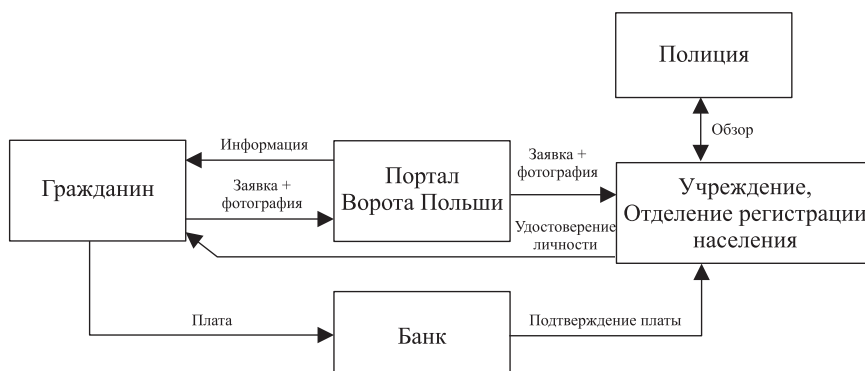 Полиция
Обзор
Информация
Гражданин
Заявка +
фотография
Портал
Ворота Польши
Заявка +
фотография
Учреждение,
Отделение регистрации
населения
Удостоверение
личности
Плата
Банк
Подтверждение платы